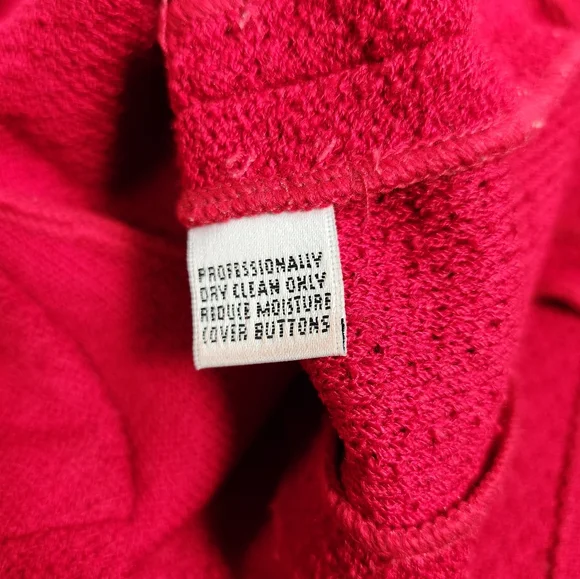 PROFESSIONALLY
DRY CLEAN ONLY
REDUCE MOISTURE
COVER BUTTONS